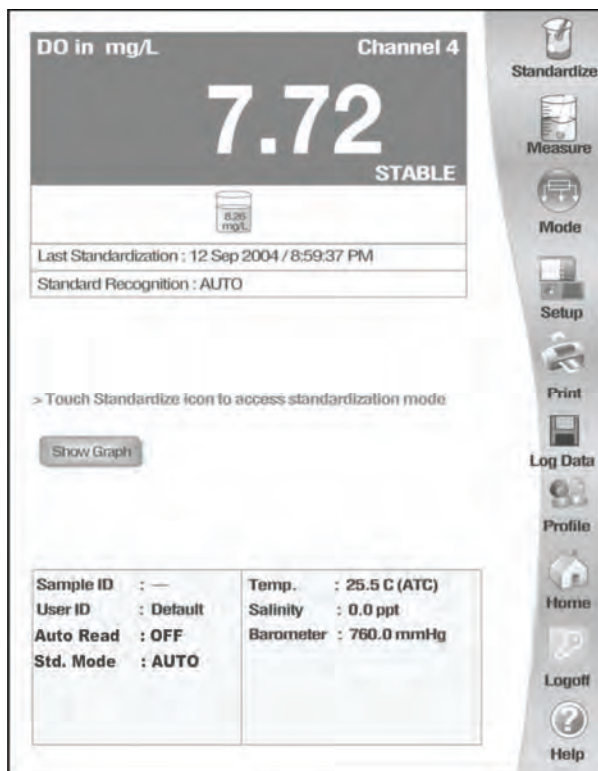 DO in mg/L Channel 4
7.72
STABLE
8.26
mg/L
Last Standardization : 12 Sep 2004 / 8:59:37 PM
Standard Recognition : AUTO
> Touch Standardize icon to access standardization mode
Show Graph
Sample ID : —
User ID : Default
Auto Read : OFF
Std. Mode : AUTO
Temp. : 25.5 C (ATC)
Salinity : 0.0 ppt
Barometer : 760.0 mmHg
Standardize
Measure
Mode
Setup
Print
Log Data
Profile
Home
Logoff
?
Help